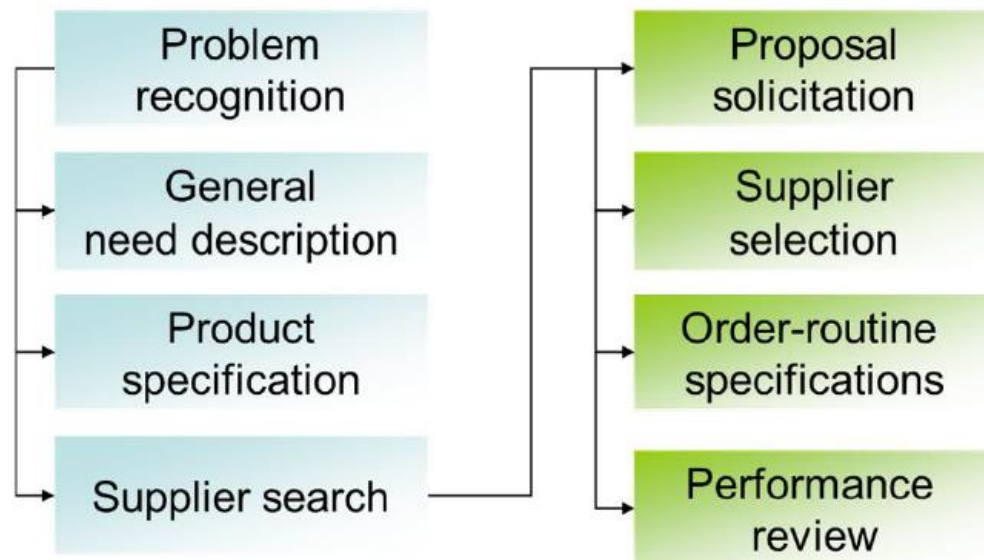 Problem
recognition
General
need description
Product
specification
Supplier search
Proposal
solicitation
Supplier
selection
Order-routine
specifications
Performance
review